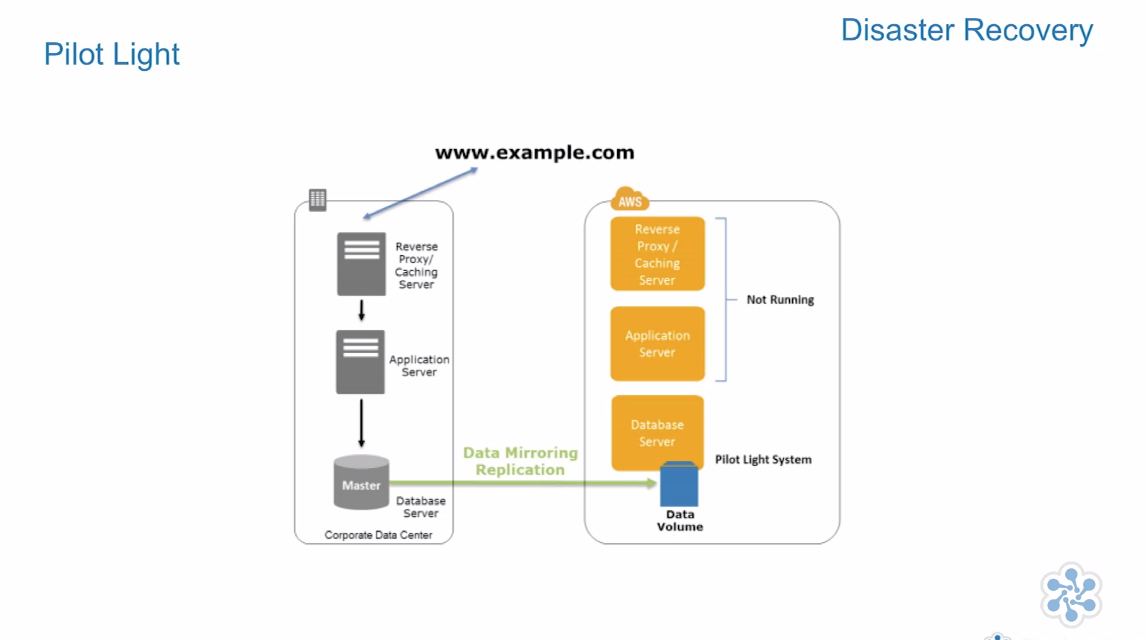 Disaster Recovery
Pilot Light
www.example.com
Reverse
Proxy/
Caching
Server
Application
Server
Master
Database
Server
Corporate Data Center
Data Mirroring
Replication
AWS
Reverse
Proxy /
Caching
Server
Not Running
Application
Server
Database
Server
Pilot Light System
Data
Volume